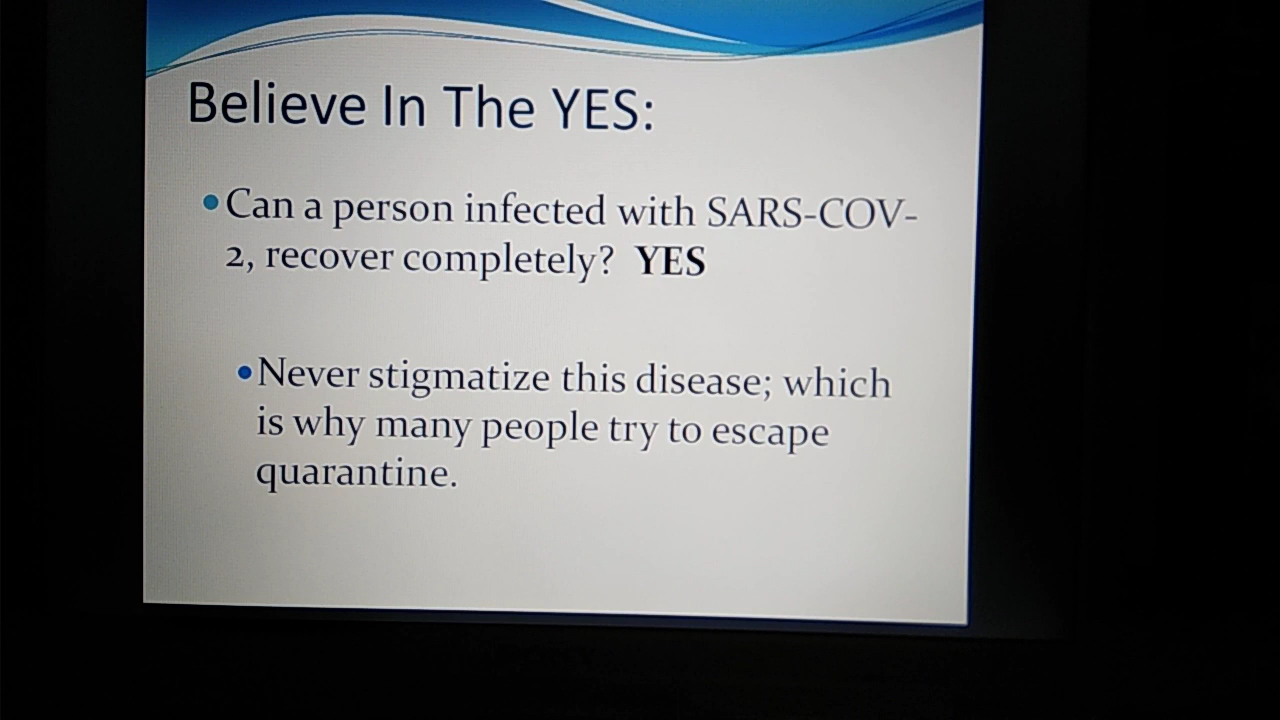 Believe In The YES:
•Can a person infected with SARS-COV-
2, recover completely? YES
•Never stigmatize this disease; which
is why many people try to escape
quarantine.